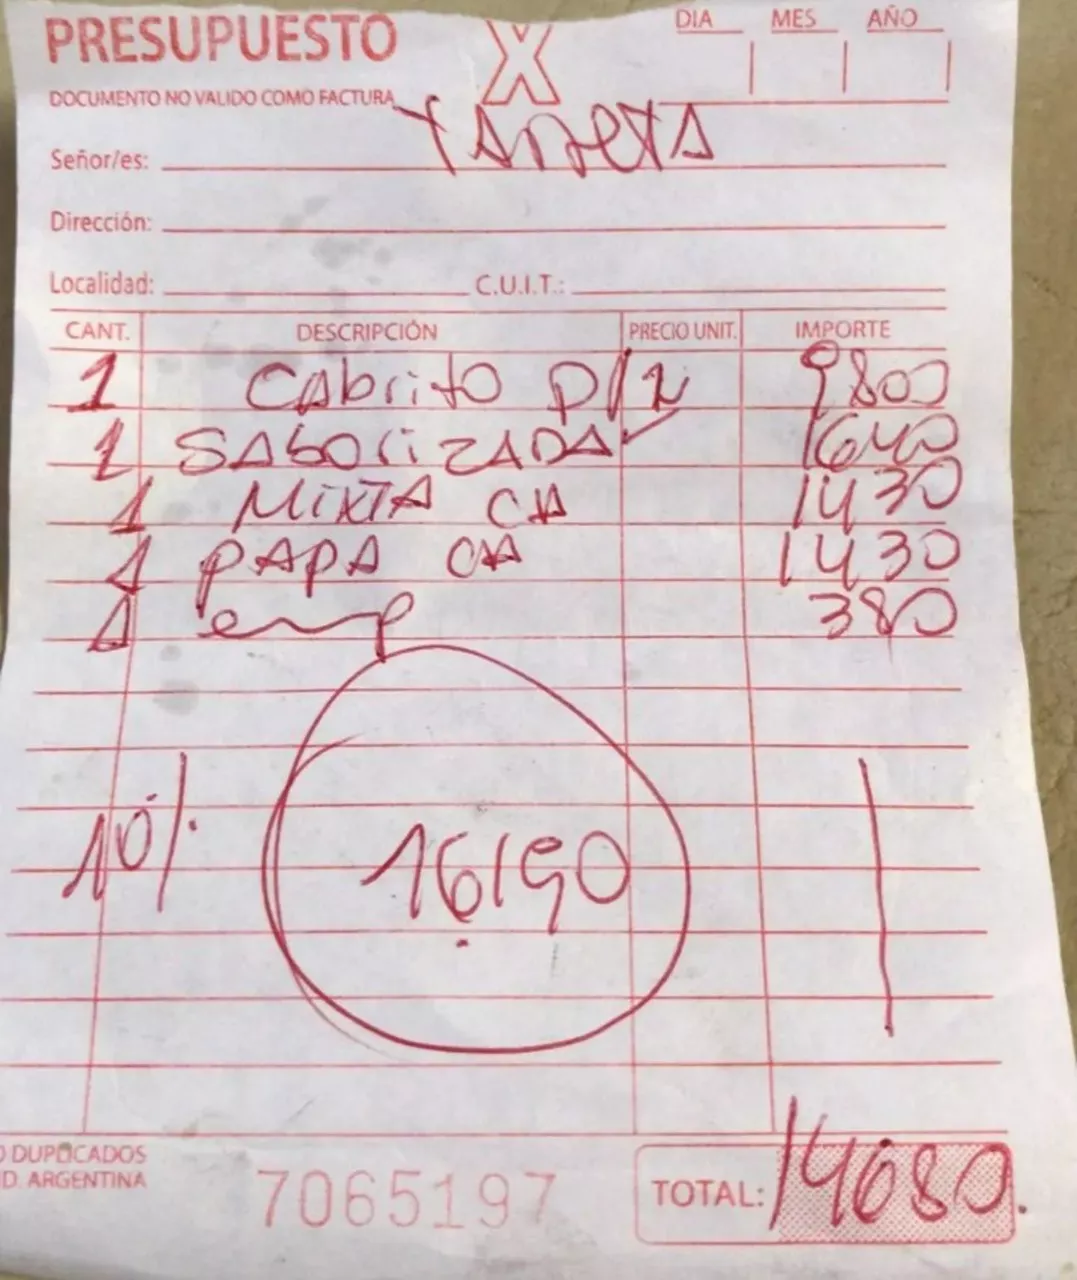 PRESUPUESTO X DIA MES AÑO
DOCUMENTO NO VALIDO COMO FACTURA
Señor/es: TARJETA
Dirección:
Localidad: C.U.I.T.:
CANT. DESCRIPCIÓN PRECIO UNIT. IMPORTE
1 CAbrito p/2 9800
1 SAborizADA 1640
1 MIXTA CH 1430
1 PAPA CH 1430
1 emp 380
10% 16190
O DUPLOCADOS
D. ARGENTINA
7065197
TOTAL: 14680.